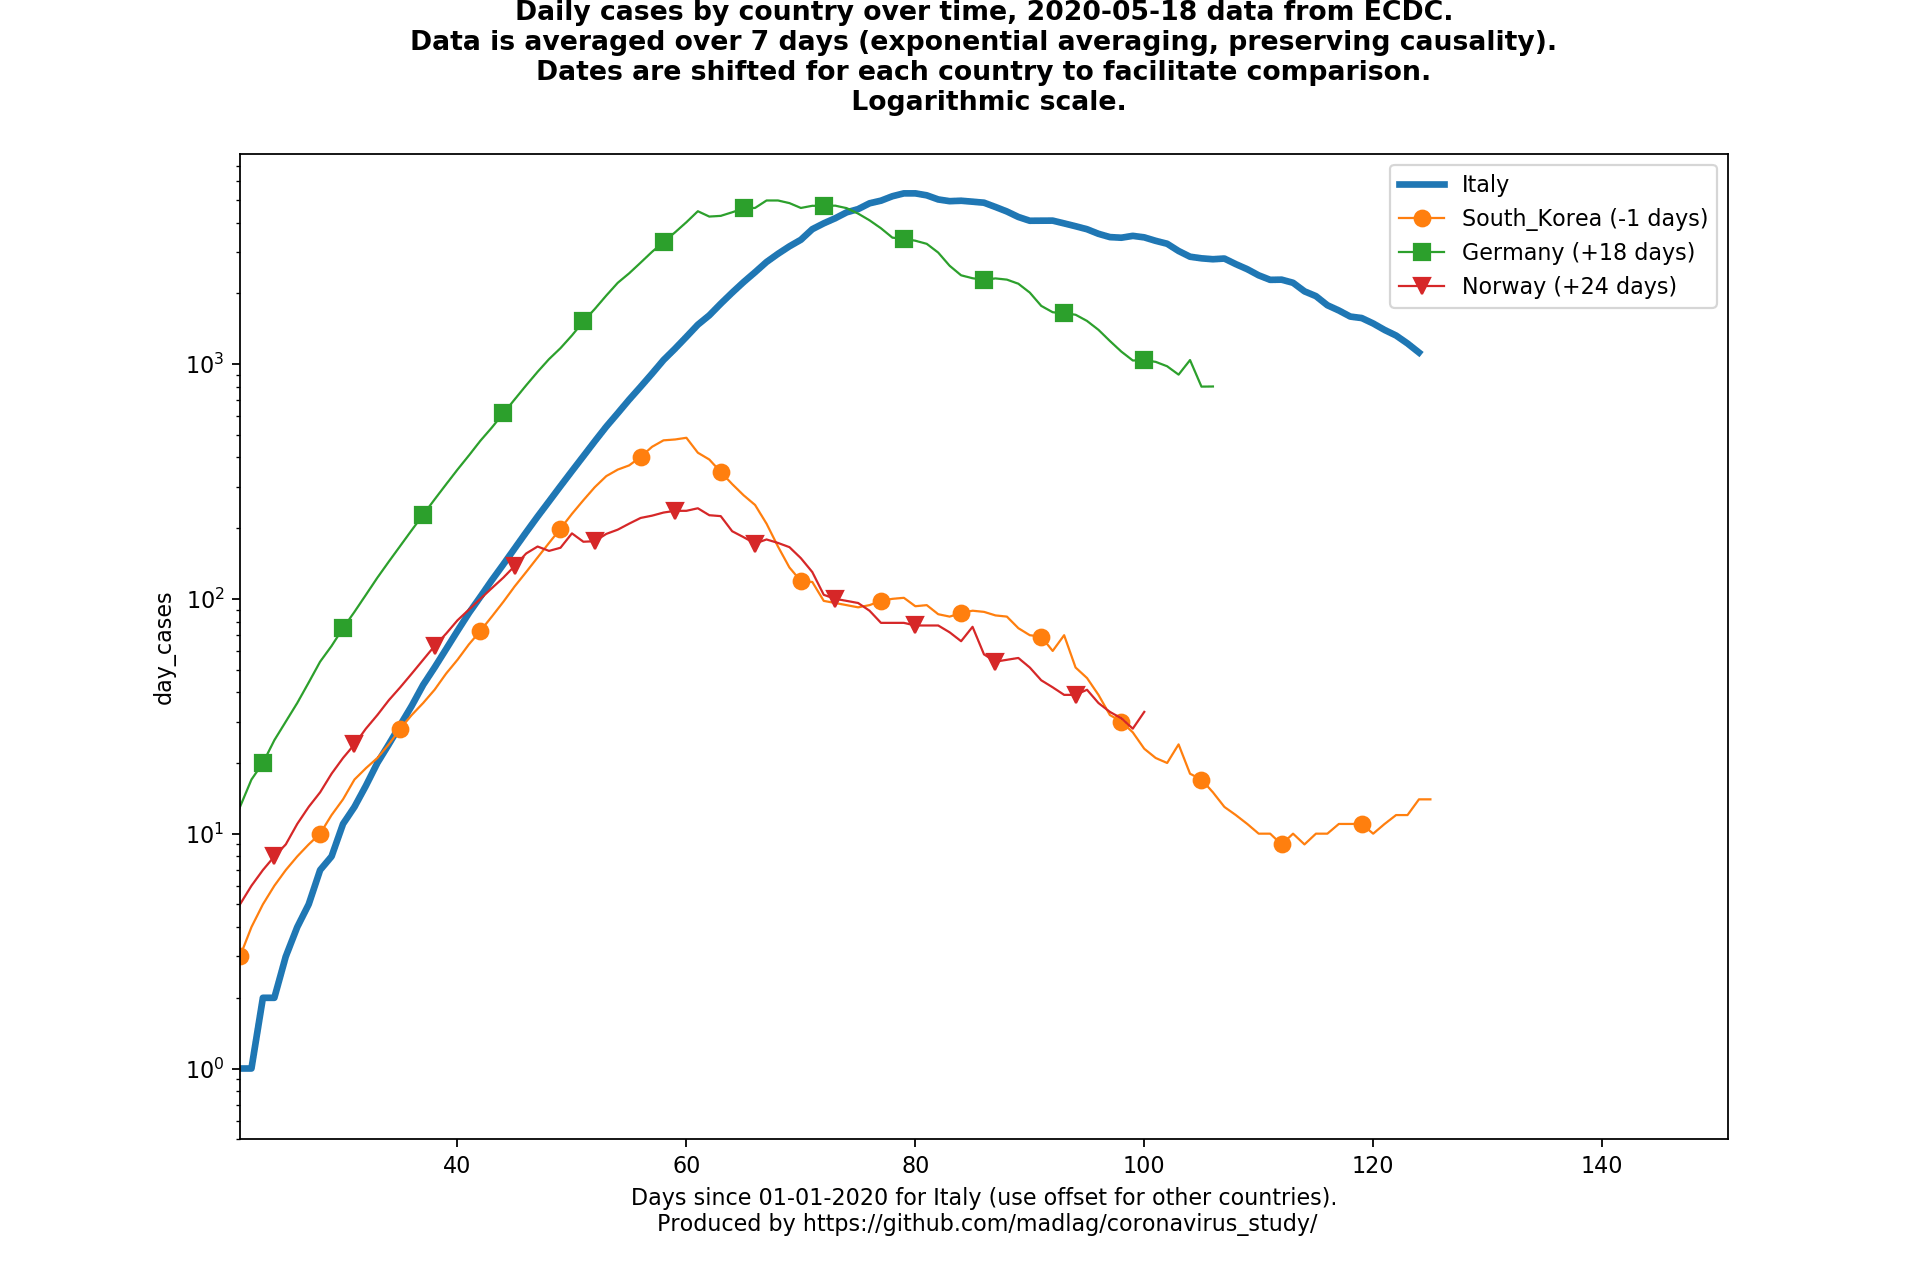 Daily cases by country over time, 2020-05-18 data from ECDC.
Data is averaged over 7 days (exponential averaging, preserving causality).
Dates are shifted for each country to facilitate comparison.
Logarithmic scale.
Italy
South_Korea (-1 days)
Germany (+18 days)
Norway (+24 days)
10³
10²
10¹
10⁰
day_cases
40 60 80 100 120 140
Days since 01-01-2020 for Italy (use offset for other countries).
Produced by https://github.com/madlag/coronavirus_study/